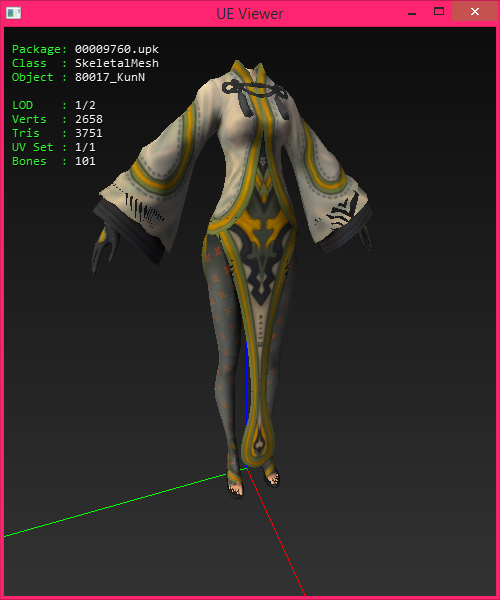 UE Viewer
Package: 00009760.upk
Class : SkeletalMesh
Object : 80017_KunN
LOD : 1/2
Verts : 2658
Tris : 3751
UV Set : 1/1
Bones : 101